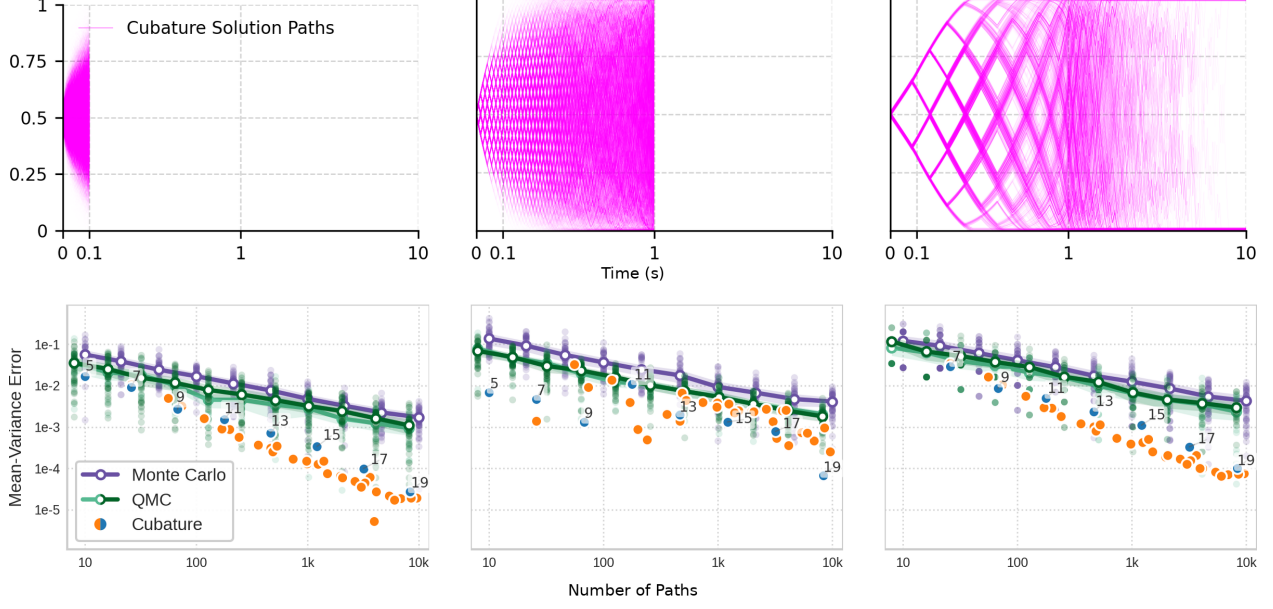 1
0.75
0.5
0.25
0
Cubature Solution Paths
0 0.1 1 10
0 0.1 1 10
0 0.1 1 10
Time (s)
Mean-Variance Error
1e-1
1e-2
1e-3
1e-4
1e-5
5 7 9 11 13 15 17 19
Monte Carlo
QMC
Cubature
10 100 1k 10k
5 7 9 11 13 15 17 19
10 100 1k 10k
7 9 11 13 15 17 19
10 100 1k 10k
Number of Paths